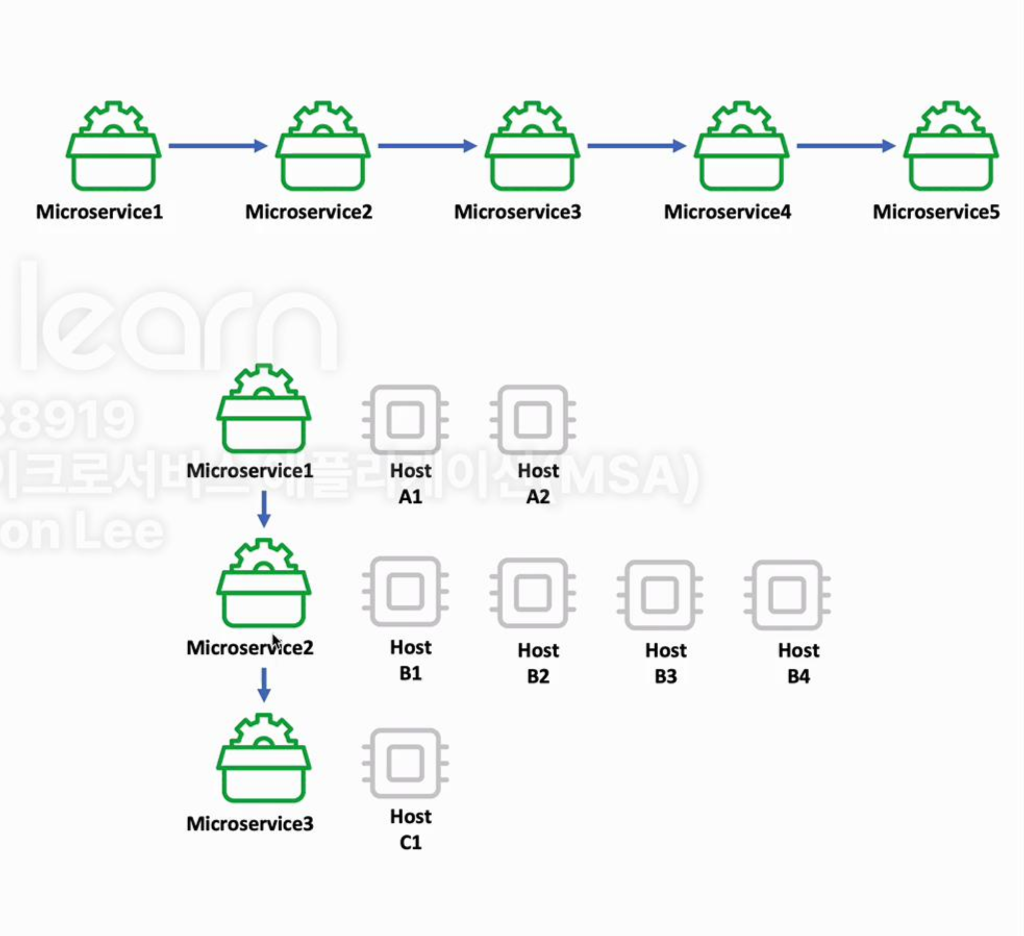 Microservice1 Microservice2 Microservice3 Microservice4 Microservice5
learn
38919
Microservice1
Host
A1
Host
A2
이크로서비스 애플리케이션(MSA)
on Lee
Microservice2
Host
B1
Host
B2
Host
B3
Host
B4
Microservice3
Host
C1